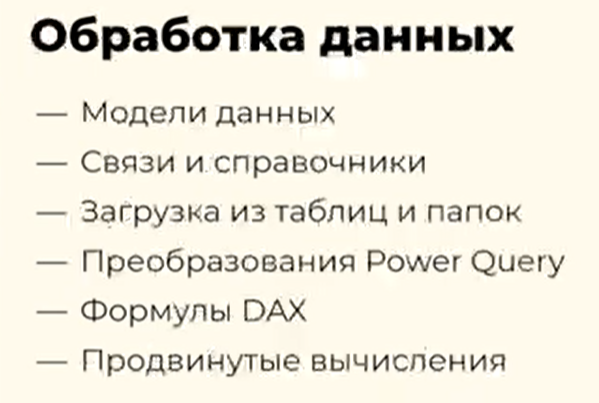 Обработка данных
— Модели данных
— Связи и справочники
— Загрузка из таблиц и папок
— Преобразования Power Query
— Формулы DAX
— Продвинутые вычисления